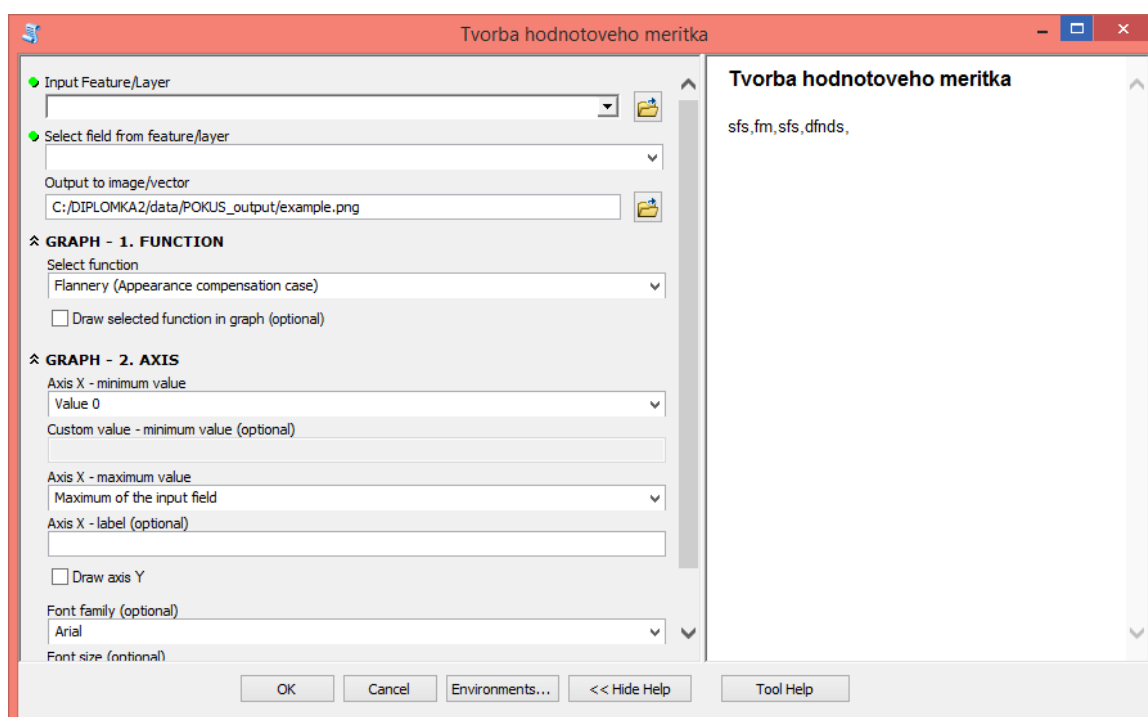 Tvorba hodnotoveho meritka
Input Feature/Layer
Select field from feature/layer
Output to image/vector
C:/DIPLOMKA2/data/POKUS_output/example.png
GRAPH - 1. FUNCTION
Select function
Flannery (Appearance compensation case)
Draw selected function in graph (optional)
GRAPH - 2. AXIS
Axis X - minimum value
Value 0
Custom value - minimum value (optional)
Axis X - maximum value
Maximum of the input field
Axis X - label (optional)
Draw axis Y
Font family (optional)
Arial
Font size (optional)
Tvorba hodnotoveho meritka
sfs,fm,sfs,dfnds,
OK Cancel Environments... << Hide Help Tool Help